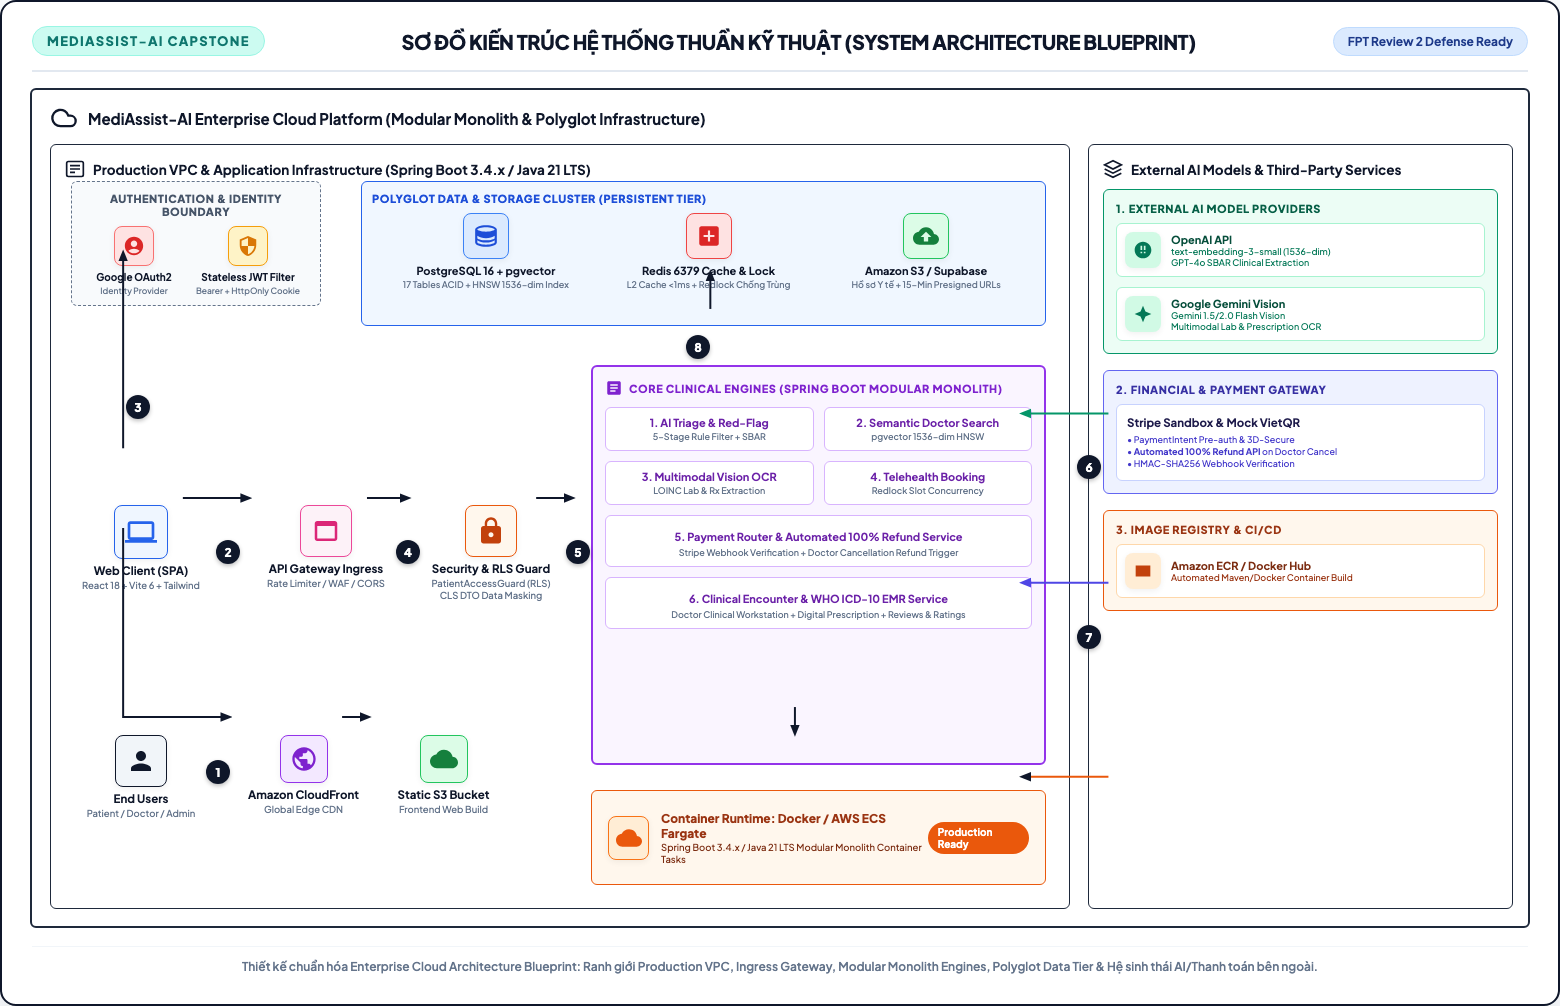 MEDIASSIST-AI CAPSTONE
SƠ ĐỒ KIẾN TRÚC HỆ THỐNG THUẦN KỸ THUẬT (SYSTEM ARCHITECTURE BLUEPRINT)
FPT Review 2 Defense Ready
MediAssist-AI Enterprise Cloud Platform (Modular Monolith & Polyglot Infrastructure)
Production VPC & Application Infrastructure (Spring Boot 3.4.x / Java 21 LTS)
AUTHENTICATION & IDENTITY
BOUNDARY
Google OAuth2
Identity Provider
Stateless JWT Filter
Bearer + HttpOnly Cookie
POLYGLOT DATA & STORAGE CLUSTER (PERSISTENT TIER)
PostgreSQL 16 + pgvector
17 Tables ACID + HNSW 1536-dim Index
Redis 6379 Cache & Lock
L2 Cache <1ms + Redlock Chống Trùng
Amazon S3 / Supabase
Hồ sơ Y tế + 15-Min Presigned URLs
8
3
CORE CLINICAL ENGINES (SPRING BOOT MODULAR MONOLITH)
1. AI Triage & Red-Flag
5-Stage Rule Filter + SBAR
2. Semantic Doctor Search
pgvector 1536-dim HNSW
3. Multimodal Vision OCR
LOINC Lab & Rx Extraction
4. Telehealth Booking
Redlock Slot Concurrency
5. Payment Router & Automated 100% Refund Service
Stripe Webhook Verification + Doctor Cancellation Refund Trigger
6. Clinical Encounter & WHO ICD-10 EMR Service
Doctor Clinical Workstation + Digital Prescription + Reviews & Ratings
Web Client (SPA)
React 18 + Vite 6 + Tailwind
2
API Gateway Ingress
Rate Limiter / WAF / CORS
4
Security & RLS Guard
PatientAccessGuard (RLS)
CLS DTO Data Masking
5
End Users
Patient / Doctor / Admin
1
Amazon CloudFront
Global Edge CDN
Static S3 Bucket
Frontend Web Build
Container Runtime: Docker / AWS ECS
Fargate
Spring Boot 3.4.x / Java 21 LTS Modular Monolith Container
Tasks
Production
Ready
External AI Models & Third-Party Services
1. EXTERNAL AI MODEL PROVIDERS
OpenAI API
text-embedding-3-small (1536-dim)
GPT-4o SBAR Clinical Extraction
Google Gemini Vision
Gemini 1.5/2.0 Flash Vision
Multimodal Lab & Prescription OCR
2. FINANCIAL & PAYMENT GATEWAY
Stripe Sandbox & Mock VietQR
• PaymentIntent Pre-auth & 3D-Secure
• Automated 100% Refund API on Doctor Cancel
• HMAC-SHA256 Webhook Verification
6
3. IMAGE REGISTRY & CI/CD
Amazon ECR / Docker Hub
Automated Maven/Docker Container Build
7
Thiết kế chuẩn hóa Enterprise Cloud Architecture Blueprint: Ranh giới Production VPC, Ingress Gateway, Modular Monolith Engines, Polyglot Data Tier & Hệ sinh thái AI/Thanh toán bên ngoài.